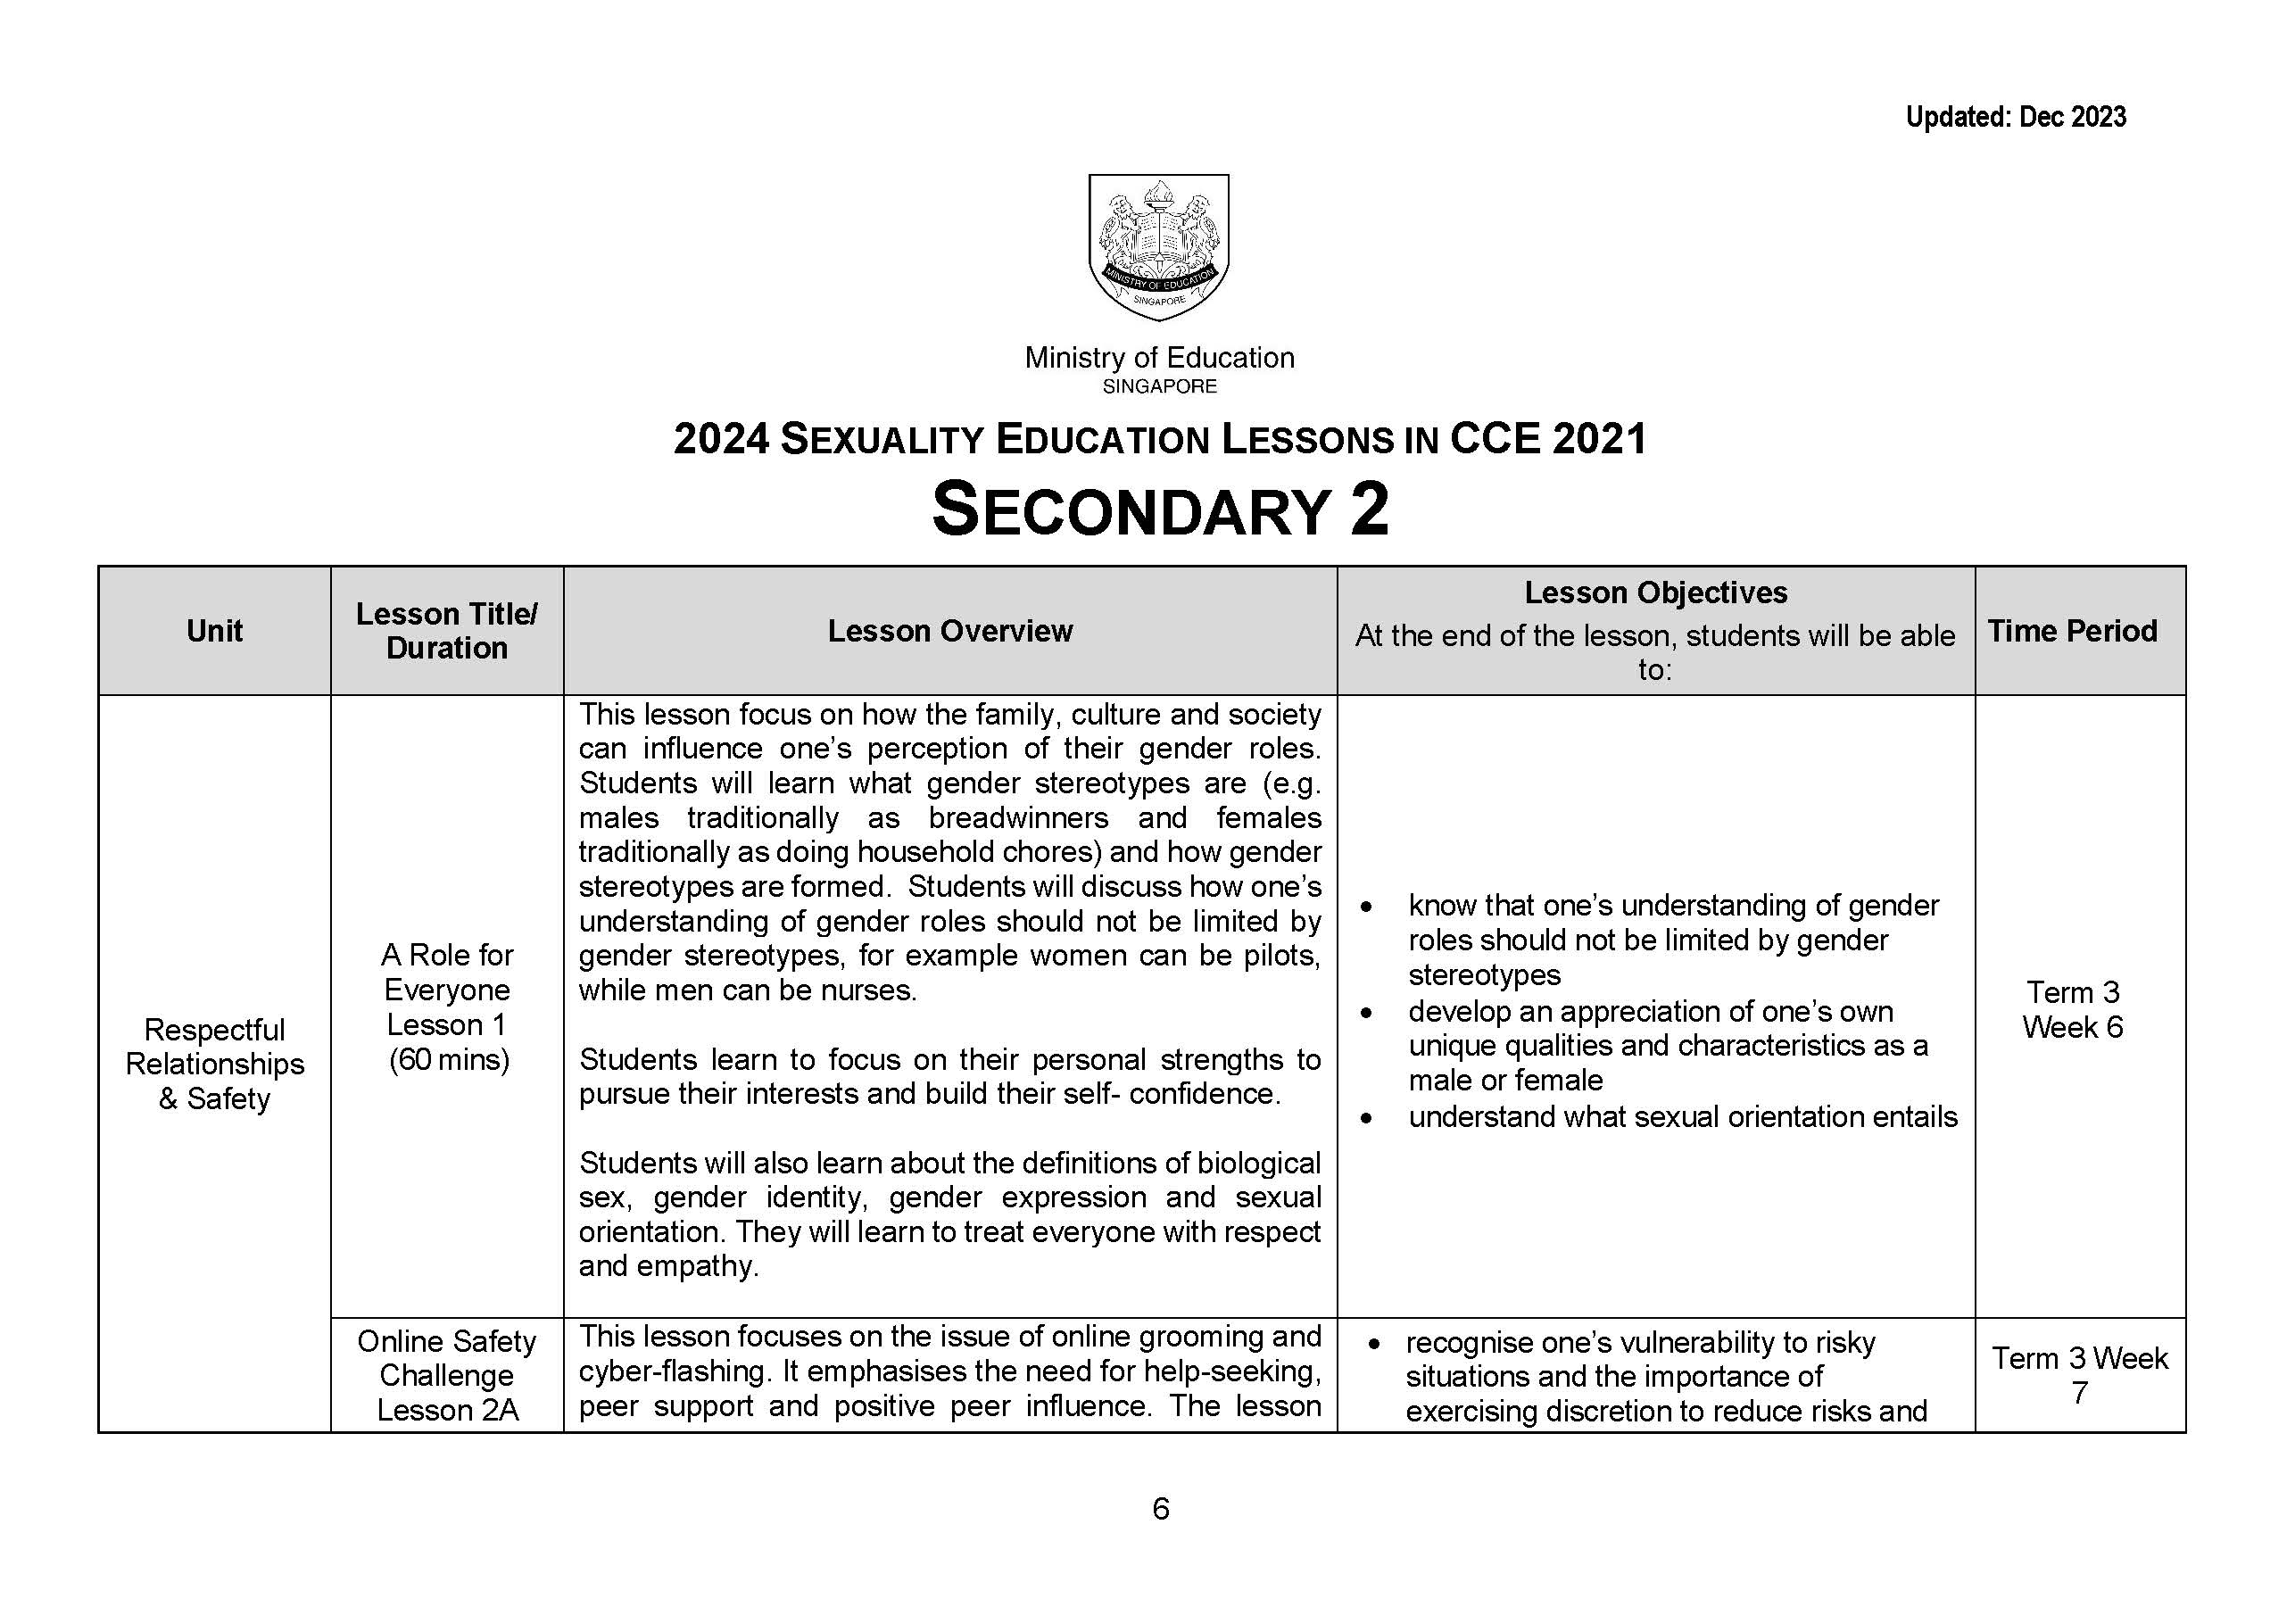 Updated: Dec 2023
MINISTRY OF EDUCATION
SINGAPORE
Ministry of Education
SINGAPORE
2024 SEXUALITY EDUCATION LESSONS IN CCE 2021
SECONDARY 2
Unit
Lesson Title/
Duration
Lesson Overview
Lesson Objectives
At the end of the lesson, students will be able
to:
Time Period
Respectful
Relationships
& Safety
A Role for
Everyone
Lesson 1
(60 mins)
This lesson focus on how the family, culture and society
can influence one’s perception of their gender roles.
Students will learn what gender stereotypes are (e.g.
males traditionally as breadwinners and females
traditionally as doing household chores) and how gender
stereotypes are formed.  Students will discuss how one’s
understanding of gender roles should not be limited by
gender stereotypes, for example women can be pilots,
while men can be nurses.
Students learn to focus on their personal strengths to
pursue their interests and build their self- confidence.
Students will also learn about the definitions of biological
sex, gender identity, gender expression and sexual
orientation. They will learn to treat everyone with respect
and empathy.
• know that one’s understanding of gender
roles should not be limited by gender
stereotypes
• develop an appreciation of one’s own
unique qualities and characteristics as a
male or female
• understand what sexual orientation entails
Term 3
Week 6
Online Safety
Challenge
Lesson 2A
This lesson focuses on the issue of online grooming and
cyber-flashing. It emphasises the need for help-seeking,
peer support and positive peer influence. The lesson
• recognise one’s vulnerability to risky
situations and the importance of
exercising discretion to reduce risks and
Term 3 Week
7
6